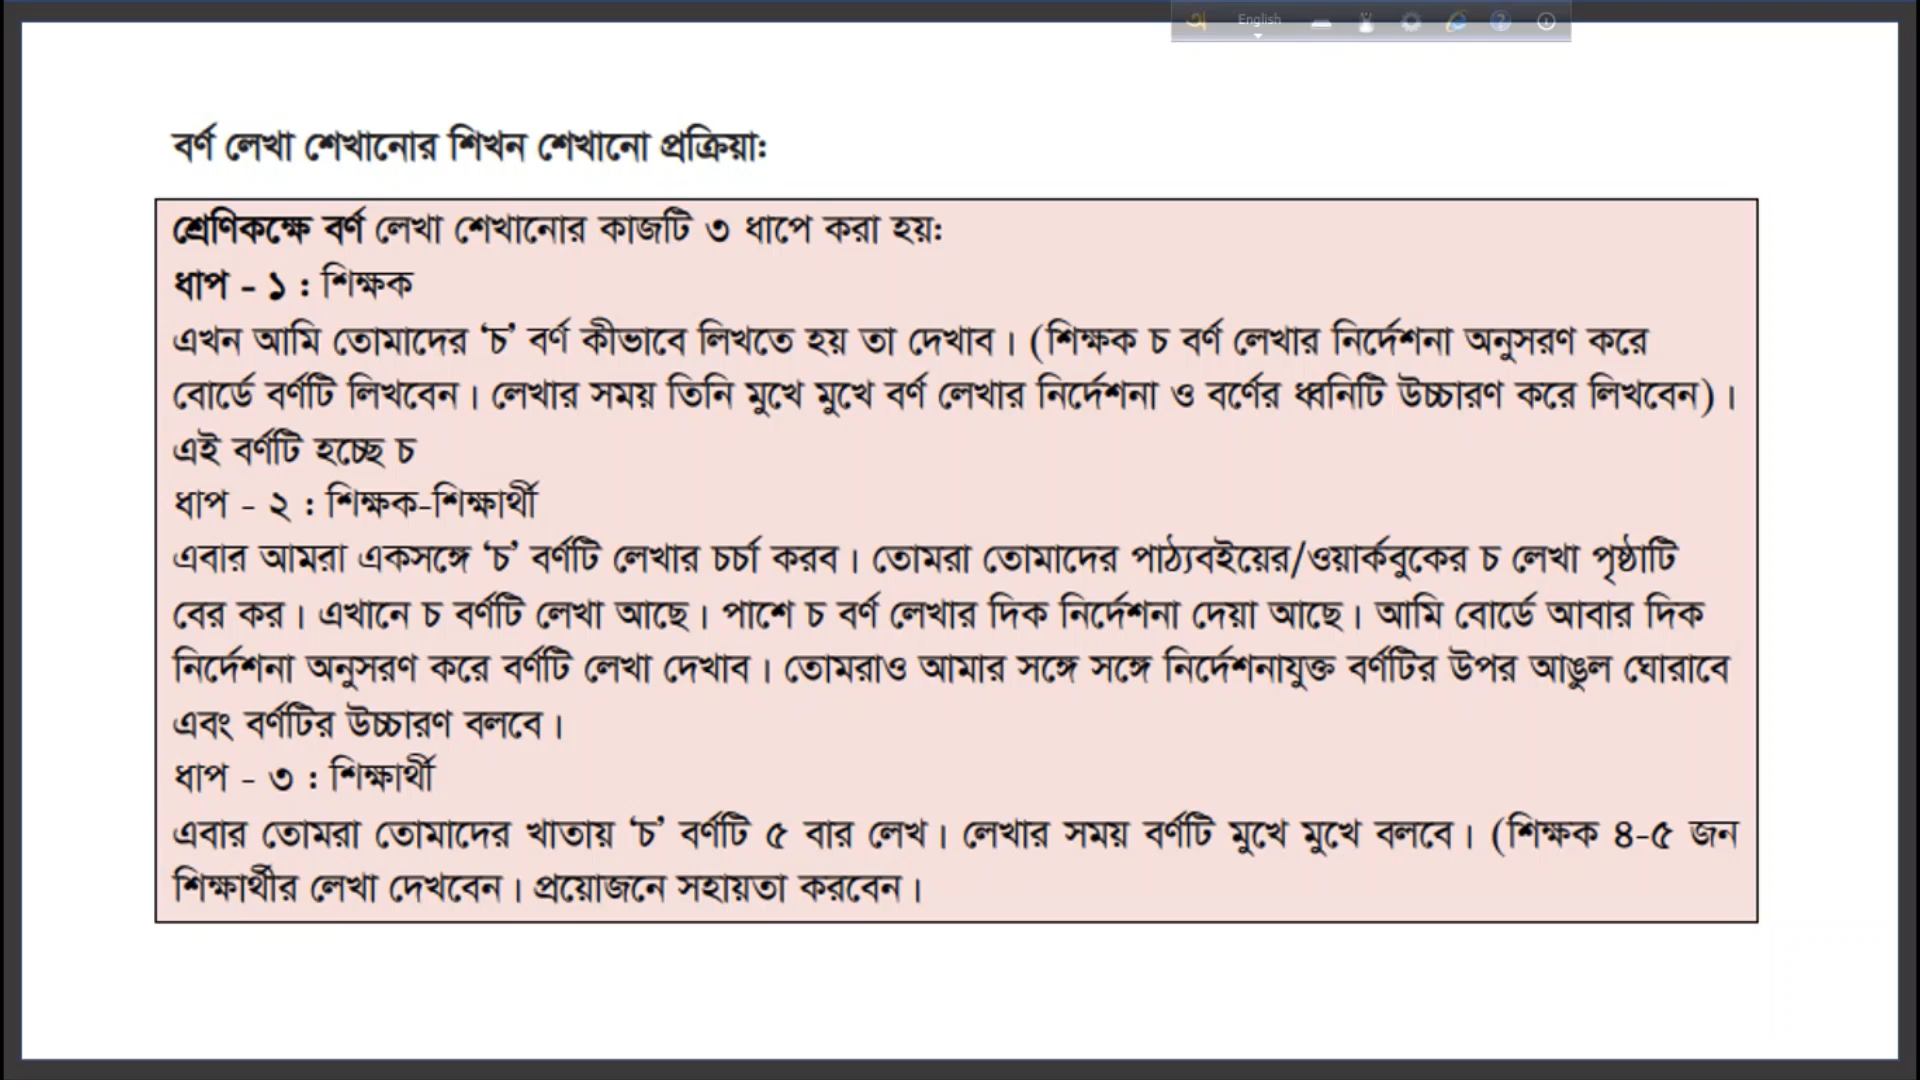 English
বর্ণ লেখা শেখানোর শিখন শেখানো প্রক্রিয়া:
শ্রেণিকক্ষে বর্ণ লেখা শেখানোর কাজটি ৩ ধাপে করা হয়:
ধাপ - ১ : শিক্ষক
এখন আমি তোমাদের ‘চ’ বর্ণ কীভাবে লিখতে হয় তা দেখাব। (শিক্ষক চ বর্ণ লেখার নির্দেশনা অনুসরণ করে
বোর্ডে বর্ণটি লিখবেন। লেখার সময় তিনি মুখে মুখে বর্ণ লেখার নির্দেশনা ও বর্ণের ধ্বনিটি উচ্চারণ করে লিখবেন)।
এই বর্ণটি হচ্ছে চ
ধাপ - ২ : শিক্ষক-শিক্ষার্থী
এবার আমরা একসঙ্গে ‘চ’ বর্ণটি লেখার চর্চা করব। তোমরা তোমাদের পাঠ্যবইয়ের/ওয়ার্কবুকের চ লেখা পৃষ্ঠাটি
বের কর। এখানে চ বর্ণটি লেখা আছে। পাশে চ বর্ণ লেখার দিক নির্দেশনা দেয়া আছে। আমি বোর্ডে আবার দিক
নির্দেশনা অনুসরণ করে বর্ণটি লেখা দেখাব। তোমরাও আমার সঙ্গে সঙ্গে নির্দেশনাযুক্ত বর্ণটির উপর আঙুল ঘোরাবে
এবং বর্ণটির উচ্চারণ বলবে।
ধাপ - ৩ : শিক্ষার্থী
এবার তোমরা তোমাদের খাতায় ‘চ’ বর্ণটি ৫ বার লেখ। লেখার সময় বর্ণটি মুখে মুখে বলবে। (শিক্ষক ৪-৫ জন
শিক্ষার্থীর লেখা দেখবেন। প্রয়োজনে সহায়তা করবেন।